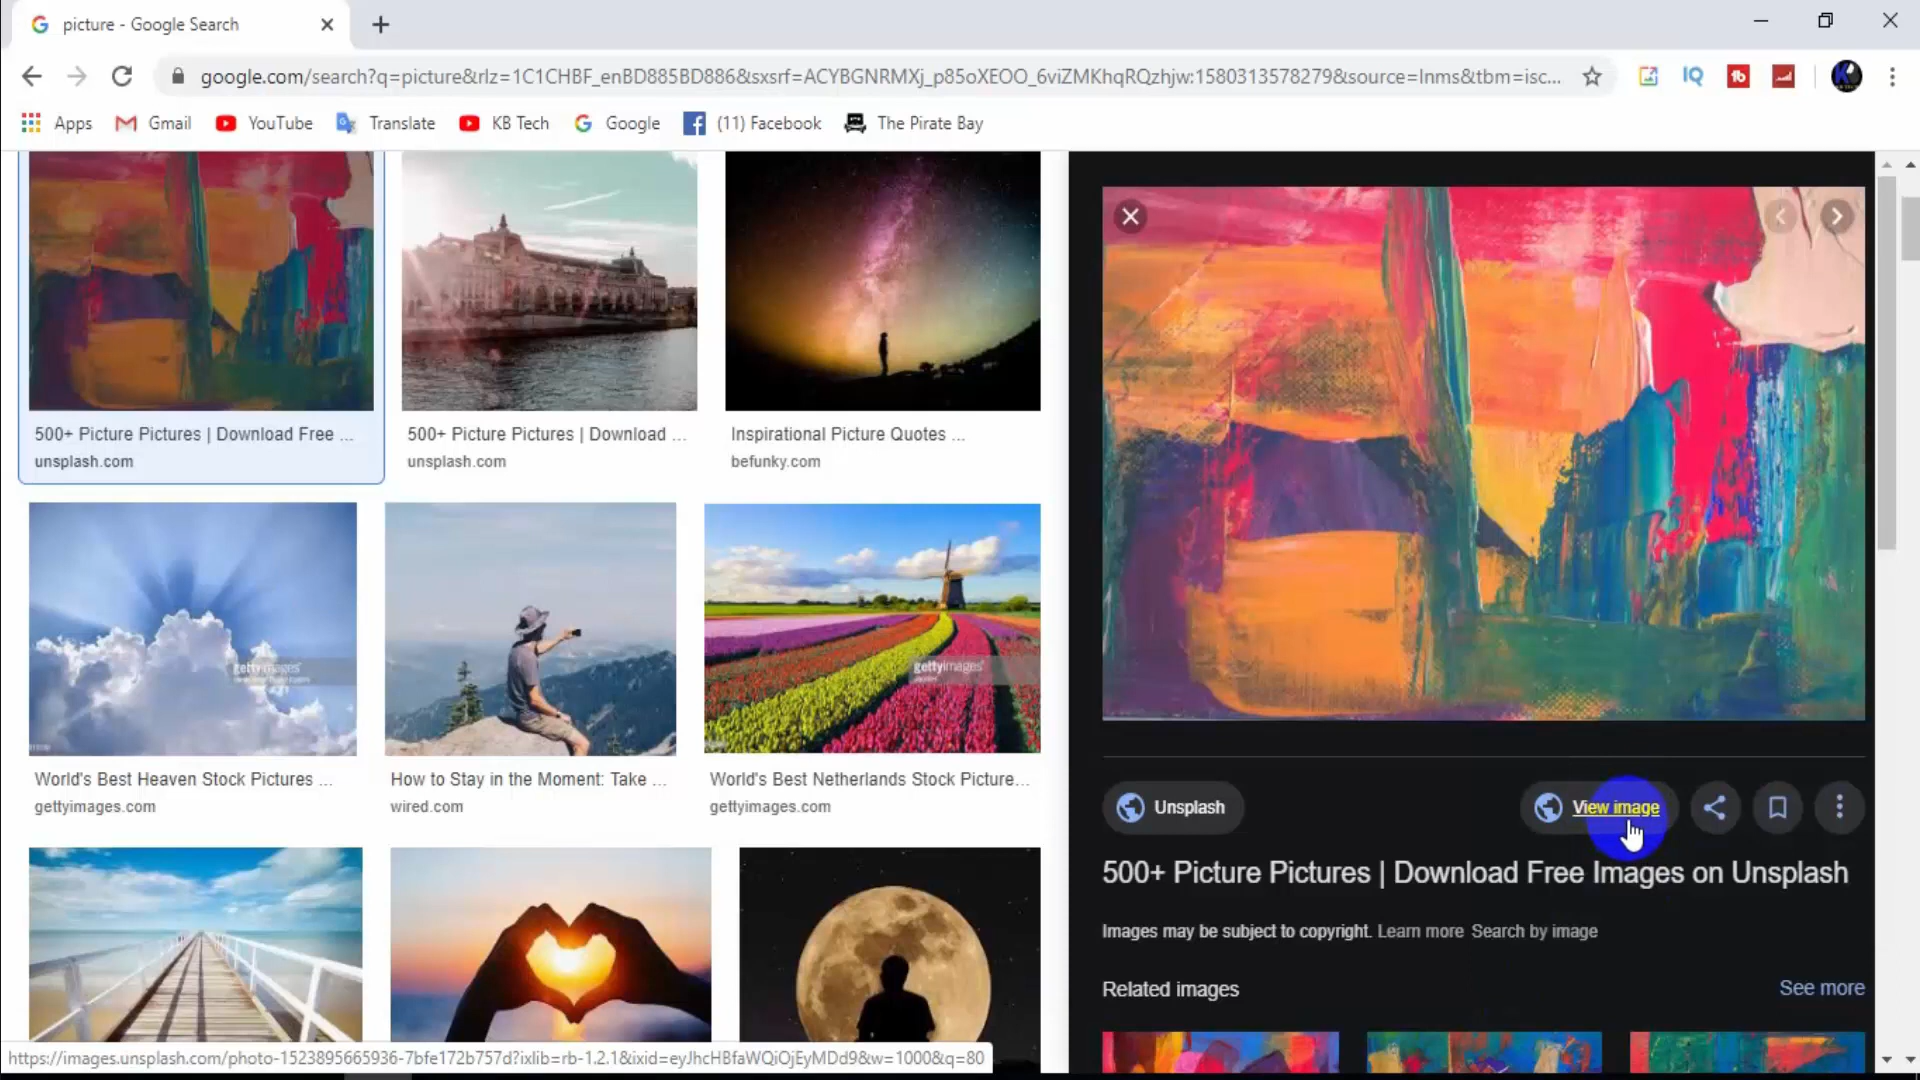 picture - Google Search
google.com/search?q=picture&rlz=1C1CHBF_enBD885BD886&sxsrf=ACYBGNRMXj_p85oXEOO_6viZMKhqRQzhjw:1580313578279&source=lnms&tbm=isc...
Apps Gmail YouTube Translate KB Tech Google (11) Facebook The Pirate Bay
500+ Picture Pictures | Download Free ...
unsplash.com
500+ Picture Pictures | Download ...
unsplash.com
Inspirational Picture Quotes ...
befunky.com
gettyimages
gettyimages
World's Best Heaven Stock Pictures ...
gettyimages.com
How to Stay in the Moment: Take ...
wired.com
World's Best Netherlands Stock Picture...
gettyimages.com
Unsplash
View image
500+ Picture Pictures | Download Free Images on Unsplash
Images may be subject to copyright. Learn more Search by image
Related images
See more
https://images.unsplash.com/photo-1523895665936-7bfe172b757d?ixlib=rb-1.2.1&ixid=eyJhcHBfaWQiOjEyMDd9&w=1000&q=80